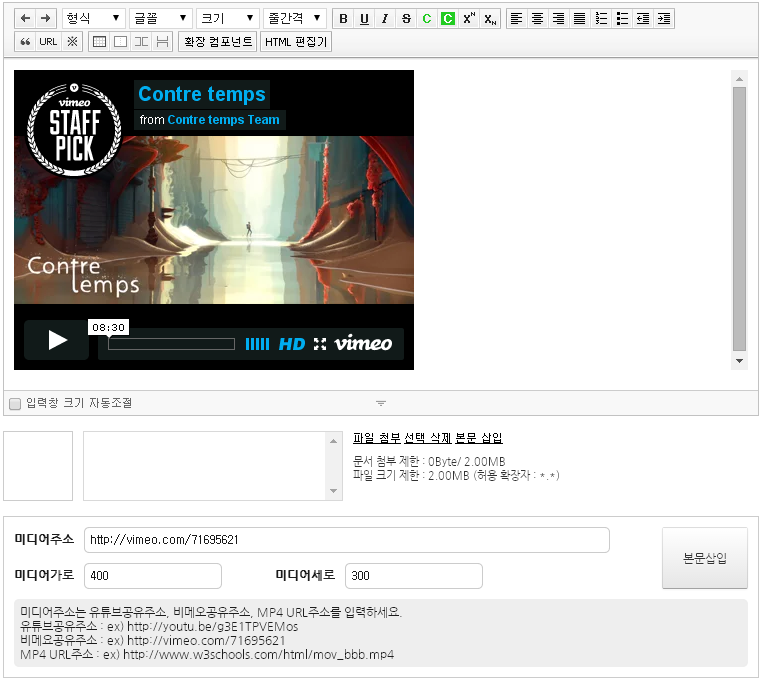 형식 글꼴 크기 줄간격 B U I S C C XN XN
URL ※ 확장 컴포넌트 HTML 편집기
vimeo
STAFF
PICK
Contre temps
from Contre temps Team
Contre
temps
08:30
HD vimeo
입력창 크기 자동조절
파일 첨부 선택 삭제 본문 삽입
문서 첨부 제한 : 0Byte/ 2.00MB
파일 크기 제한 : 2.00MB (허용 확장자 : *.*)
미디어주소 http://vimeo.com/71695621
본문삽입
미디어가로 400 미디어세로 300
미디어주소는 유튜브공유주소, 비메오공유주소, MP4 URL주소를 입력하세요.
유튜브공유주소 : ex) http://youtu.be/g3E1TPVEMos
비메요공유주소 : ex) http://vimeo.com/71695621
MP4 URL주소 : ex) http://www.w3schools.com/html/mov_bbb.mp4